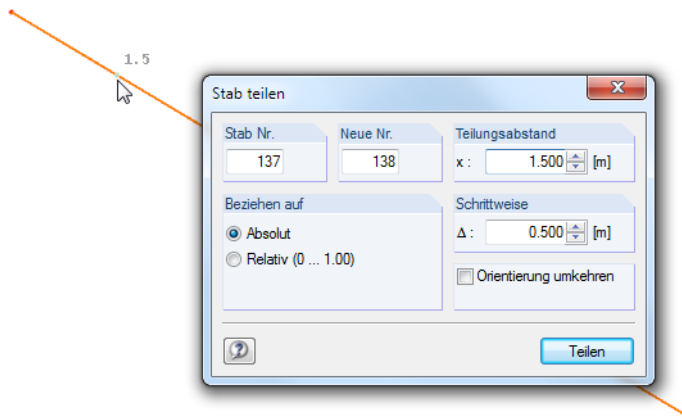 1.5
Stab teilen
Stab Nr.
137
Neue Nr.
138
Teilungsabstand
x : 1.500 [m]
Beziehen auf
Absolut
Relativ (0 ... 1.00)
Schrittweise
Δ : 0.500 [m]
Orientierung umkehren
Teilen